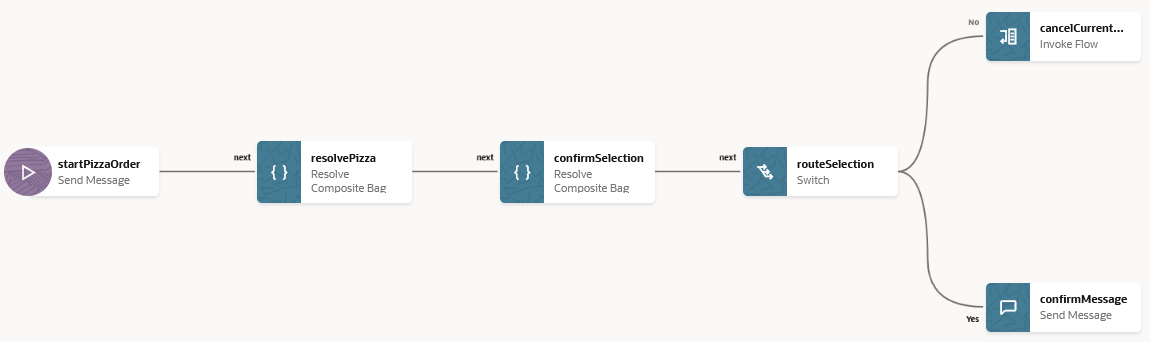 startPizzaOrder
Send Message
next
resolvePizza
Resolve
Composite Bag
next
confirmSelection
Resolve
Composite Bag
next
routeSelection
Switch
No
cancelCurrent...
Invoke Flow
Yes
confirmMessage
Send Message